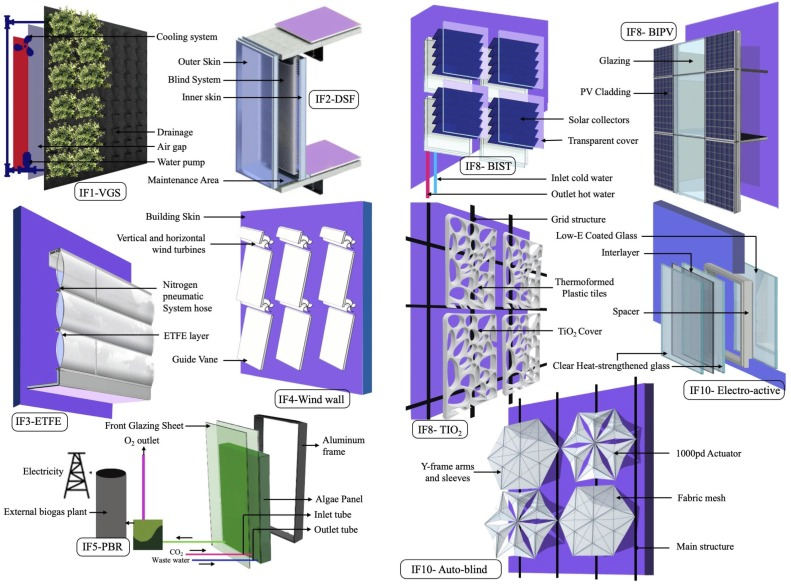 Cooling system
Drainage
Air gap
Water pump
IF1-VGS
Outer Skin
Blind System
Inner skin
IF2-DSF
Maintenance Area
IF8- BIST
Solar collectors
Transparent cover
Inlet cold water
Outlet hot water
IF8- BIPV
Glazing
PV Cladding
Nitrogen
pneumatic
System hose
ETFE layer
IF3-ETFE
Building Skin
Vertical and horizontal
wind turbines
Guide Vane
IF4-Wind wall
Grid structure
Thermoformed
Plastic tiles
TiO2 Cover
IF8- TIO2
Low-E Coated Glass
Interlayer
Spacer
Clear Heat-strengthened glass
IF10- Electro-active
Front Glazing Sheet
O2 outlet
Electricity
External biogas plant
IF5-PBR
CO2
Waste water
Aluminum
frame
Algae Panel
Inlet tube
Outlet tube
Y-frame arms
and sleeves
1000pd Actuator
Fabric mesh
Main structure
IF10- Auto-blind